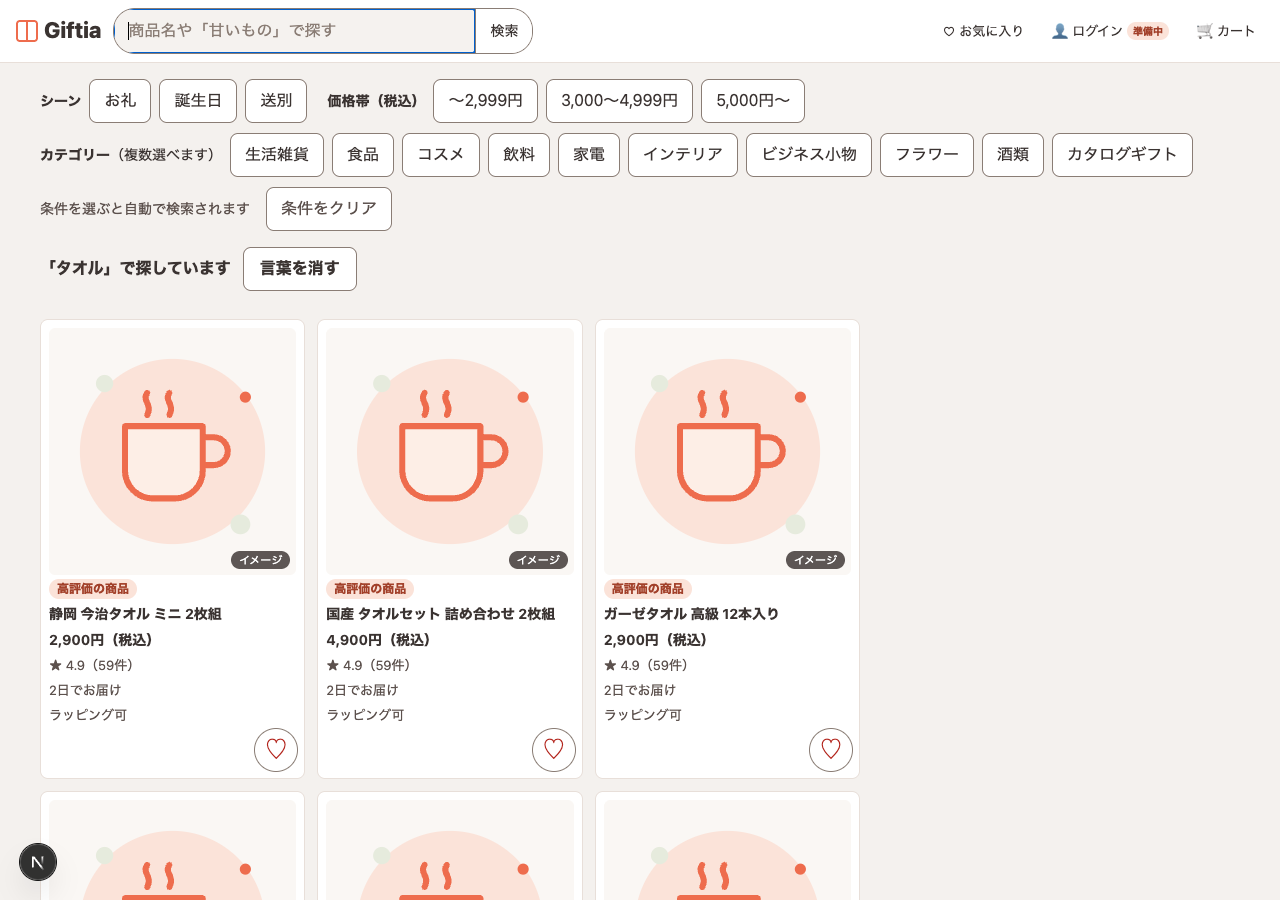 Giftia
商品名や「甘いもの」で探す
検索
♡ お気に入り
ログイン 準備中
カート
シーン
お礼
誕生日
送別
価格帯（税込）
〜2,999円
3,000〜4,999円
5,000円〜
カテゴリー（複数選べます）
生活雑貨
食品
コスメ
飲料
家電
インテリア
ビジネス小物
フラワー
酒類
カタログギフト
条件を選ぶと自動で検索されます
条件をクリア
「タオル」で探しています
言葉を消す
イメージ
高評価の商品
静岡 今治タオル ミニ 2枚組
2,900円（税込）
★ 4.9（59件）
2日でお届け
ラッピング可
♡
イメージ
高評価の商品
国産 タオルセット 詰め合わせ 2枚組
4,900円（税込）
★ 4.9（59件）
2日でお届け
ラッピング可
♡
イメージ
高評価の商品
ガーゼタオル 高級 12本入り
2,900円（税込）
★ 4.9（59件）
2日でお届け
ラッピング可
♡
N